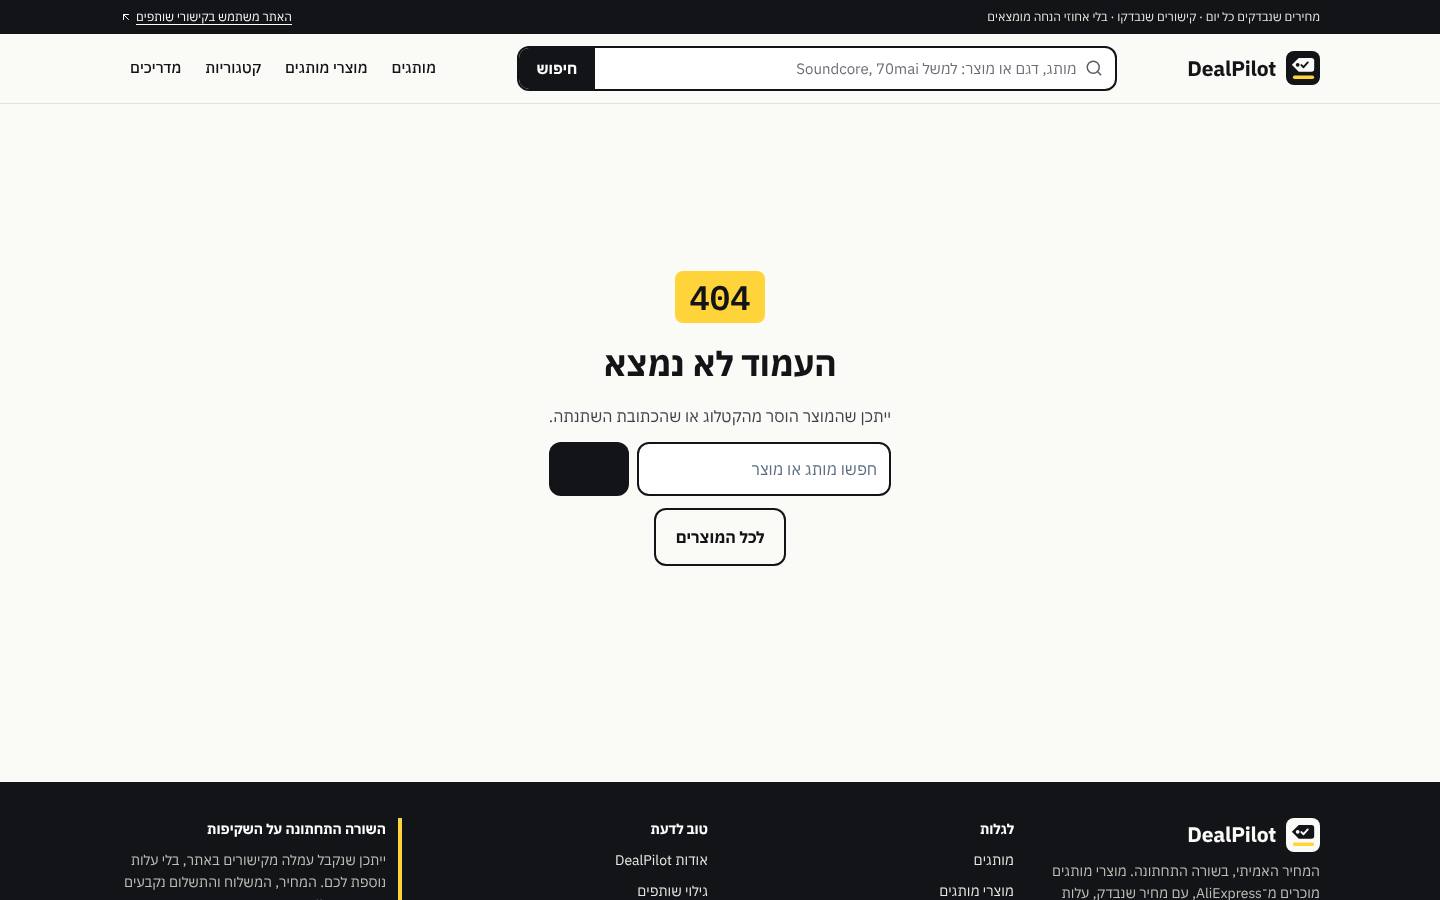 מחירים שנבדקים כל יום · קישורים שנבדקו · בלי אחוזי הנחה מומצאים
האתר משתמש בקישורי שותפים
DealPilot
מותג, דגם או מוצר: למשל Soundcore, 70mai
חיפוש
מותגים
מוצרי מותגים
קטגוריות
מדריכים
404
העמוד לא נמצא
ייתכן שהמוצר הוסר מהקטלוג או שהכתובת השתנתה.
חפשו מותג או מוצר
לכל המוצרים
DealPilot
המחיר האמיתי, בשורה התחתונה. מוצרי מותגים
מוכרים מ־AliExpress, עם מחיר שנבדק, עלות
לגלות
מותגים
מוצרי מותגים
טוב לדעת
אודות DealPilot
גילוי שותפים
השורה התחתונה על השקיפות
ייתכן שנקבל עמלה מקישורים באתר, בלי עלות
נוספת לכם. המחיר, המשלוח והתשלום נקבעים